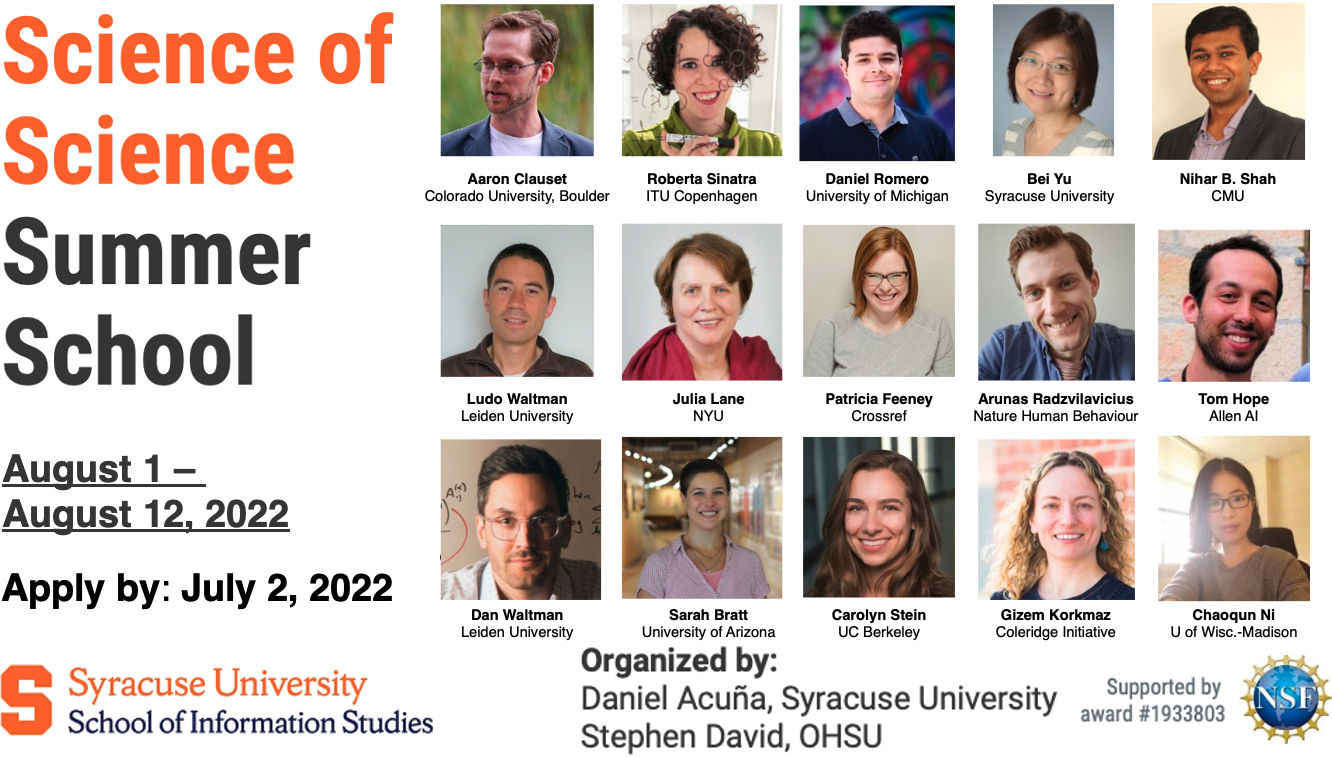 Science of
Science
Summer
School
August 1 –
August 12, 2022
Apply by: July 2, 2022
Aaron Clauset
Colorado University, Boulder
Roberta Sinatra
ITU Copenhagen
Daniel Romero
University of Michigan
Bei Yu
Syracuse University
Nihar B. Shah
CMU
Ludo Waltman
Leiden University
Julia Lane
NYU
Patricia Feeney
Crossref
Arunas Radzvilavicius
Nature Human Behaviour
Tom Hope
Allen AI
Dan Waltman
Leiden University
Sarah Bratt
University of Arizona
Carolyn Stein
UC Berkeley
Gizem Korkmaz
Coleridge Initiative
Chaoqun Ni
U of Wisc.-Madison
S
Syracuse University
School of Information Studies
Organized by:
Daniel Acuña, Syracuse University
Stephen David, OHSU
Supported by
award #1933803
NSF